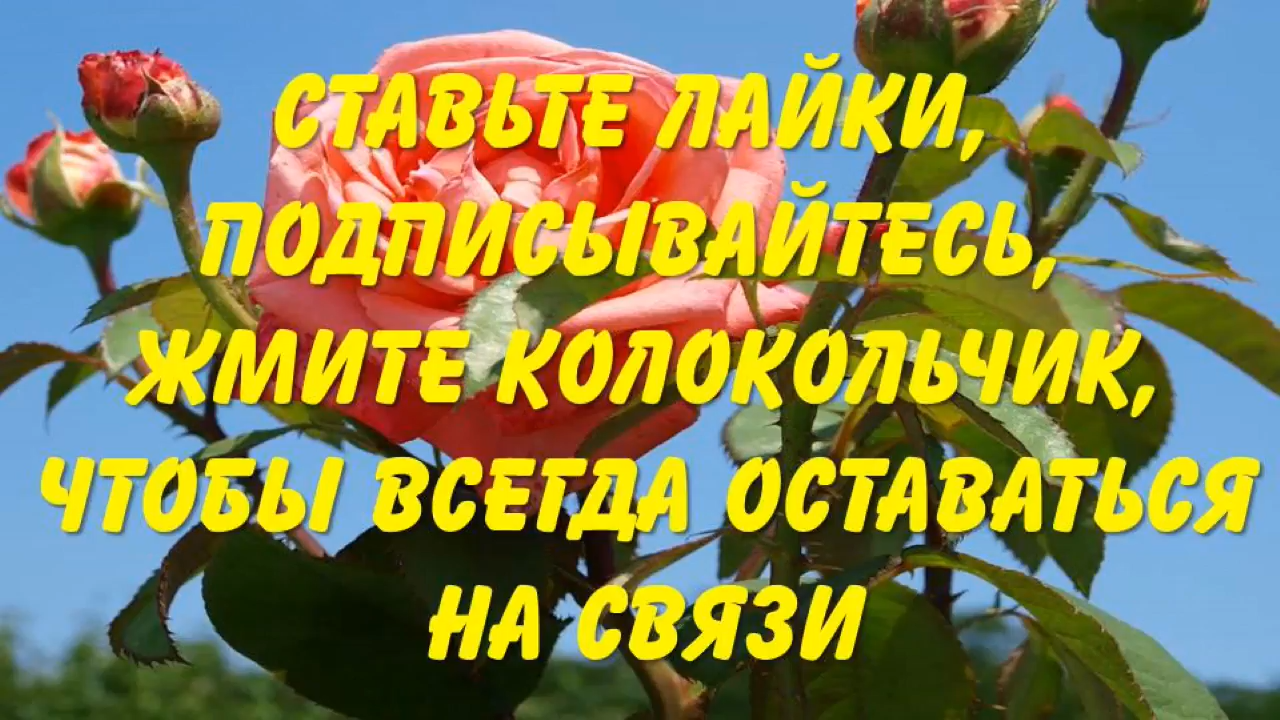 СТАВЬТЕ ЛАЙКИ,
ПОДПИСЫВАЙТЕСЬ,
ЖМИТЕ КОЛОКОЛЬЧИК,
ЧТОБЫ ВСЕГДА ОСТАВАТЬСЯ
НА СВЯЗИ